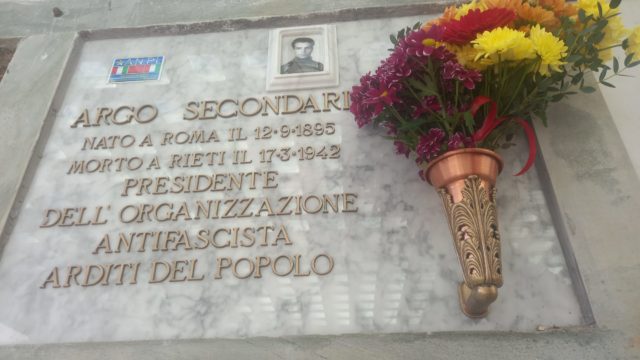 A.N.P.I.
ARGO SECONDARI
NATO A ROMA IL 12·9·1895
MORTO A RIETI IL 17·3·1942
PRESIDENTE
DELL'ORGANIZZAZIONE
ANTIFASCISTA
ARDITI DEL POPOLO